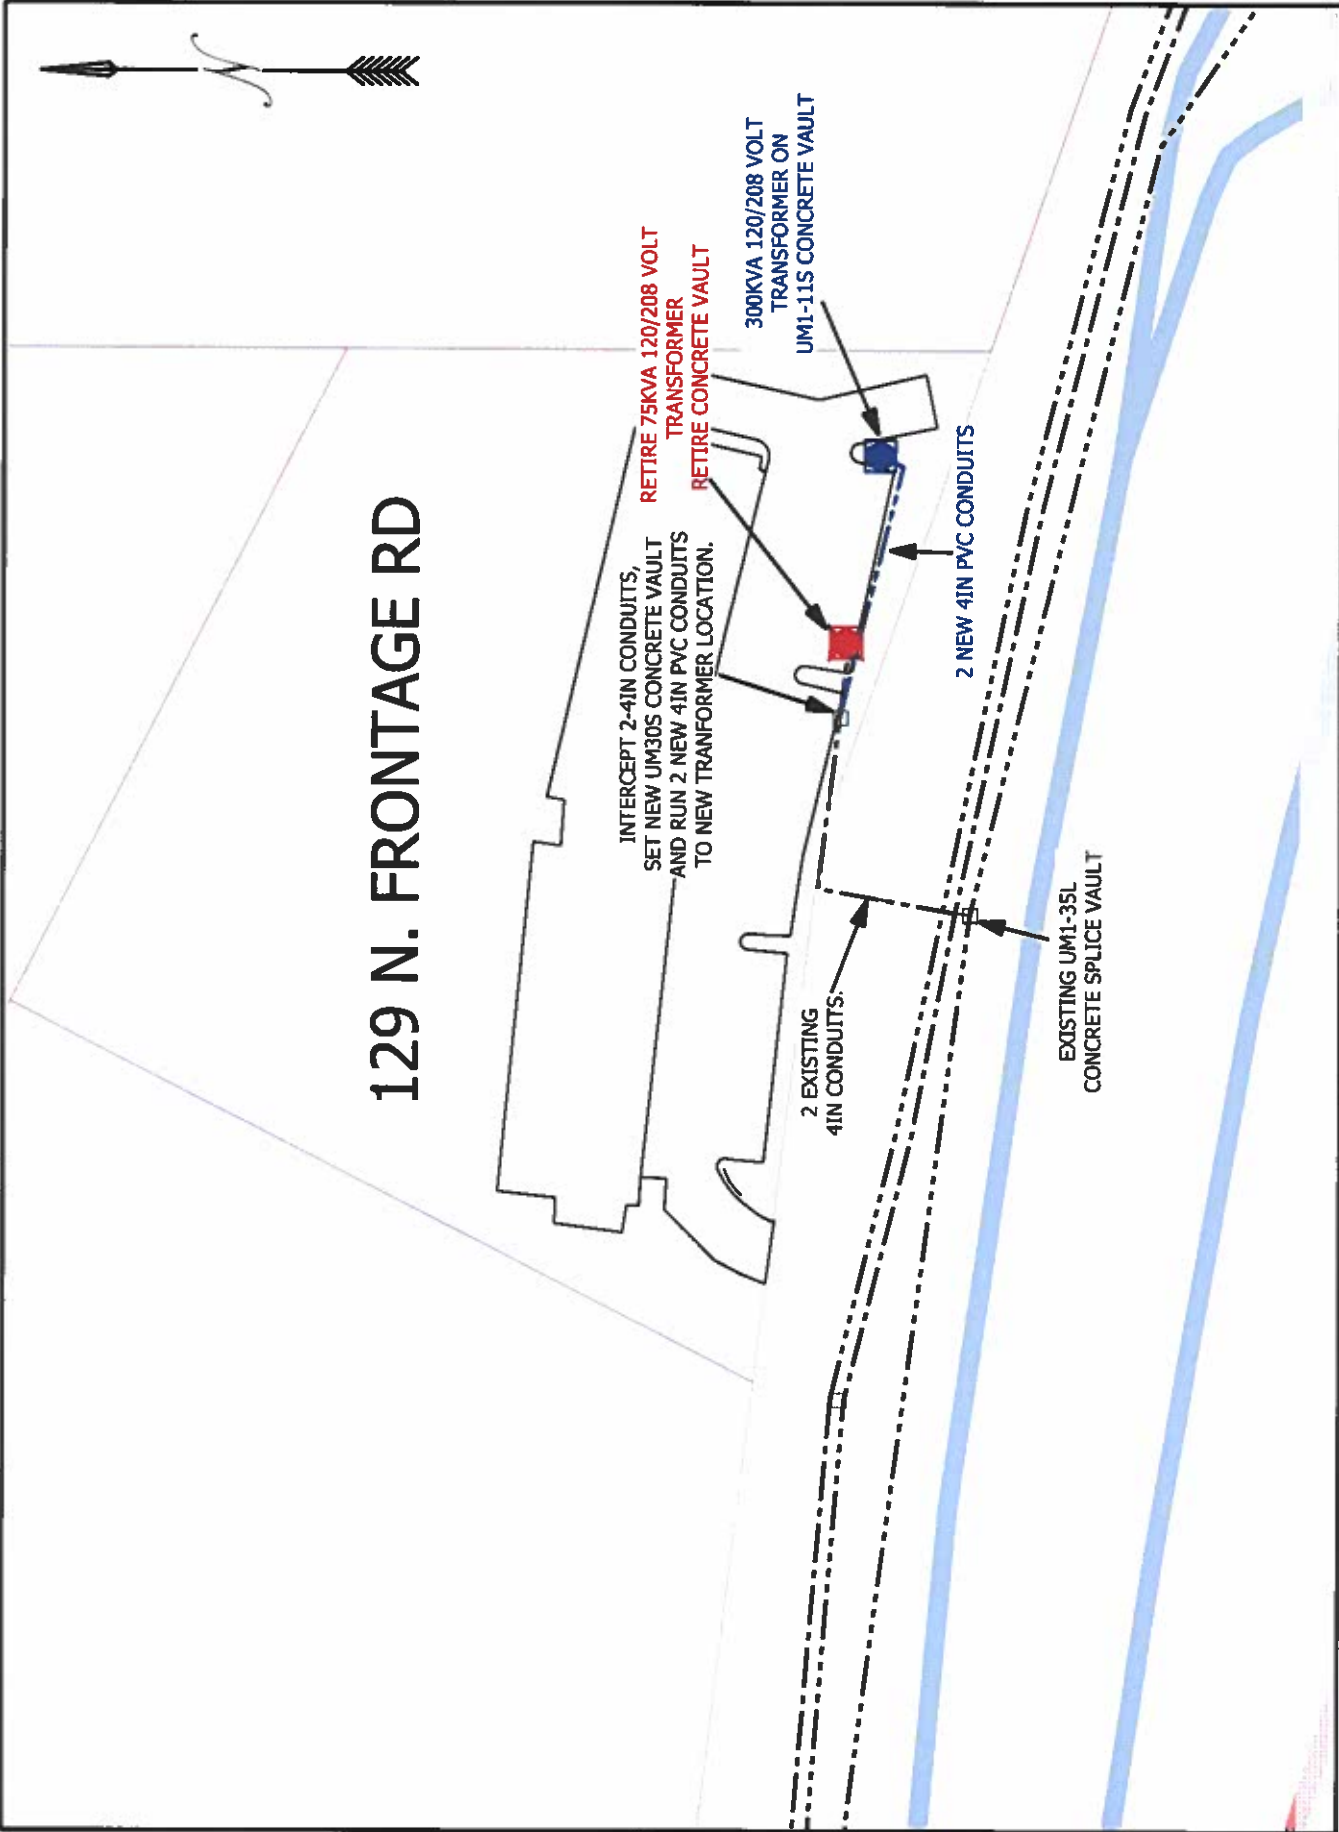 129 N. FRONTAGE RD
N
INTERCEPT 2-4IN CONDUITS,
SET NEW UM30S CONCRETE VAULT
AND RUN 2 NEW 4IN PVC CONDUITS
TO NEW TRANFORMER LOCATION.
RETIRE 75KVA 120/208 VOLT
TRANSFORMER
RETIRE CONCRETE VAULT
300KVA 120/208 VOLT
TRANSFORMER ON
UM1-11S CONCRETE VAULT
2 EXISTING
4IN CONDUITS.
2 NEW 4IN PVC CONDUITS
EXISTING UM1-35L
CONCRETE SPLICE VAULT